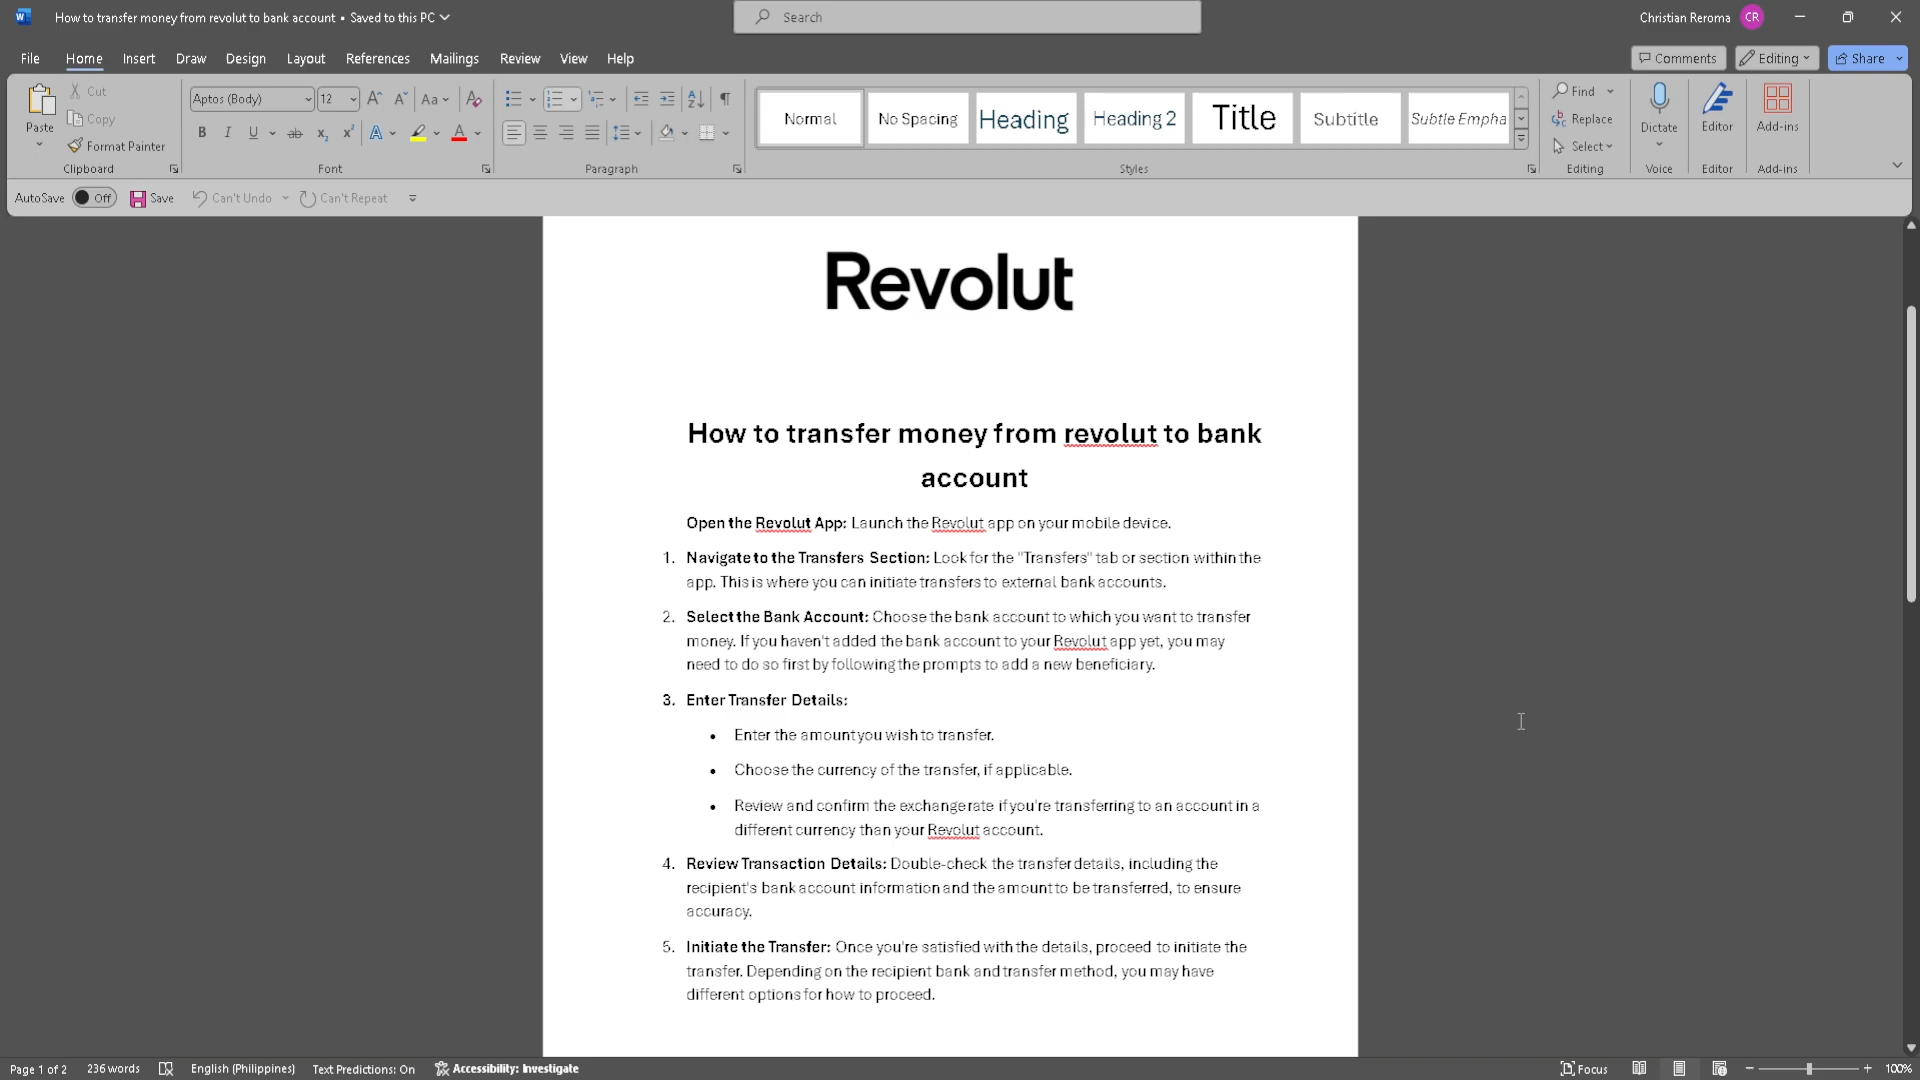 How to transfer money from revolut to bank account • Saved to this PC
Search
Christian Reroma
CR
File Home Insert Draw Design Layout References Mailings Review View Help
Comments Editing Share
Paste
Cut
Copy
Format Painter
Clipboard
Aptos (Body) 12
Font
Paragraph
Normal No Spacing Heading Heading 2 Title Subtitle Subtle Empha
Styles
Find
Replace
Select
Editing
Dictate
Voice
Editor
Editor
Add-ins
Add-ins
AutoSave Off Save Can't Undo Can't Repeat
Revolut
How to transfer money from revolut to bank
account
Open the Revolut App: Launch the Revolut app on your mobile device.
1. Navigate to the Transfers Section: Look for the "Transfers" tab or section within the
app. This is where you can initiate transfers to external bank accounts.
2. Select the Bank Account: Choose the bank account to which you want to transfer
money. If you haven't added the bank account to your Revolut app yet, you may
need to do so first by following the prompts to add a new beneficiary.
3. Enter Transfer Details:
• Enter the amount you wish to transfer.
• Choose the currency of the transfer, if applicable.
• Review and confirm the exchange rate if you're transferring to an account in a
different currency than your Revolut account.
4. Review Transaction Details: Double-check the transfer details, including the
recipient's bank account information and the amount to be transferred, to ensure
accuracy.
5. Initiate the Transfer: Once you're satisfied with the details, proceed to initiate the
transfer. Depending on the recipient bank and transfer method, you may have
different options for how to proceed.
Page 1 of 2 236 words English (Philippines) Text Predictions: On Accessibility: Investigate Focus 100%